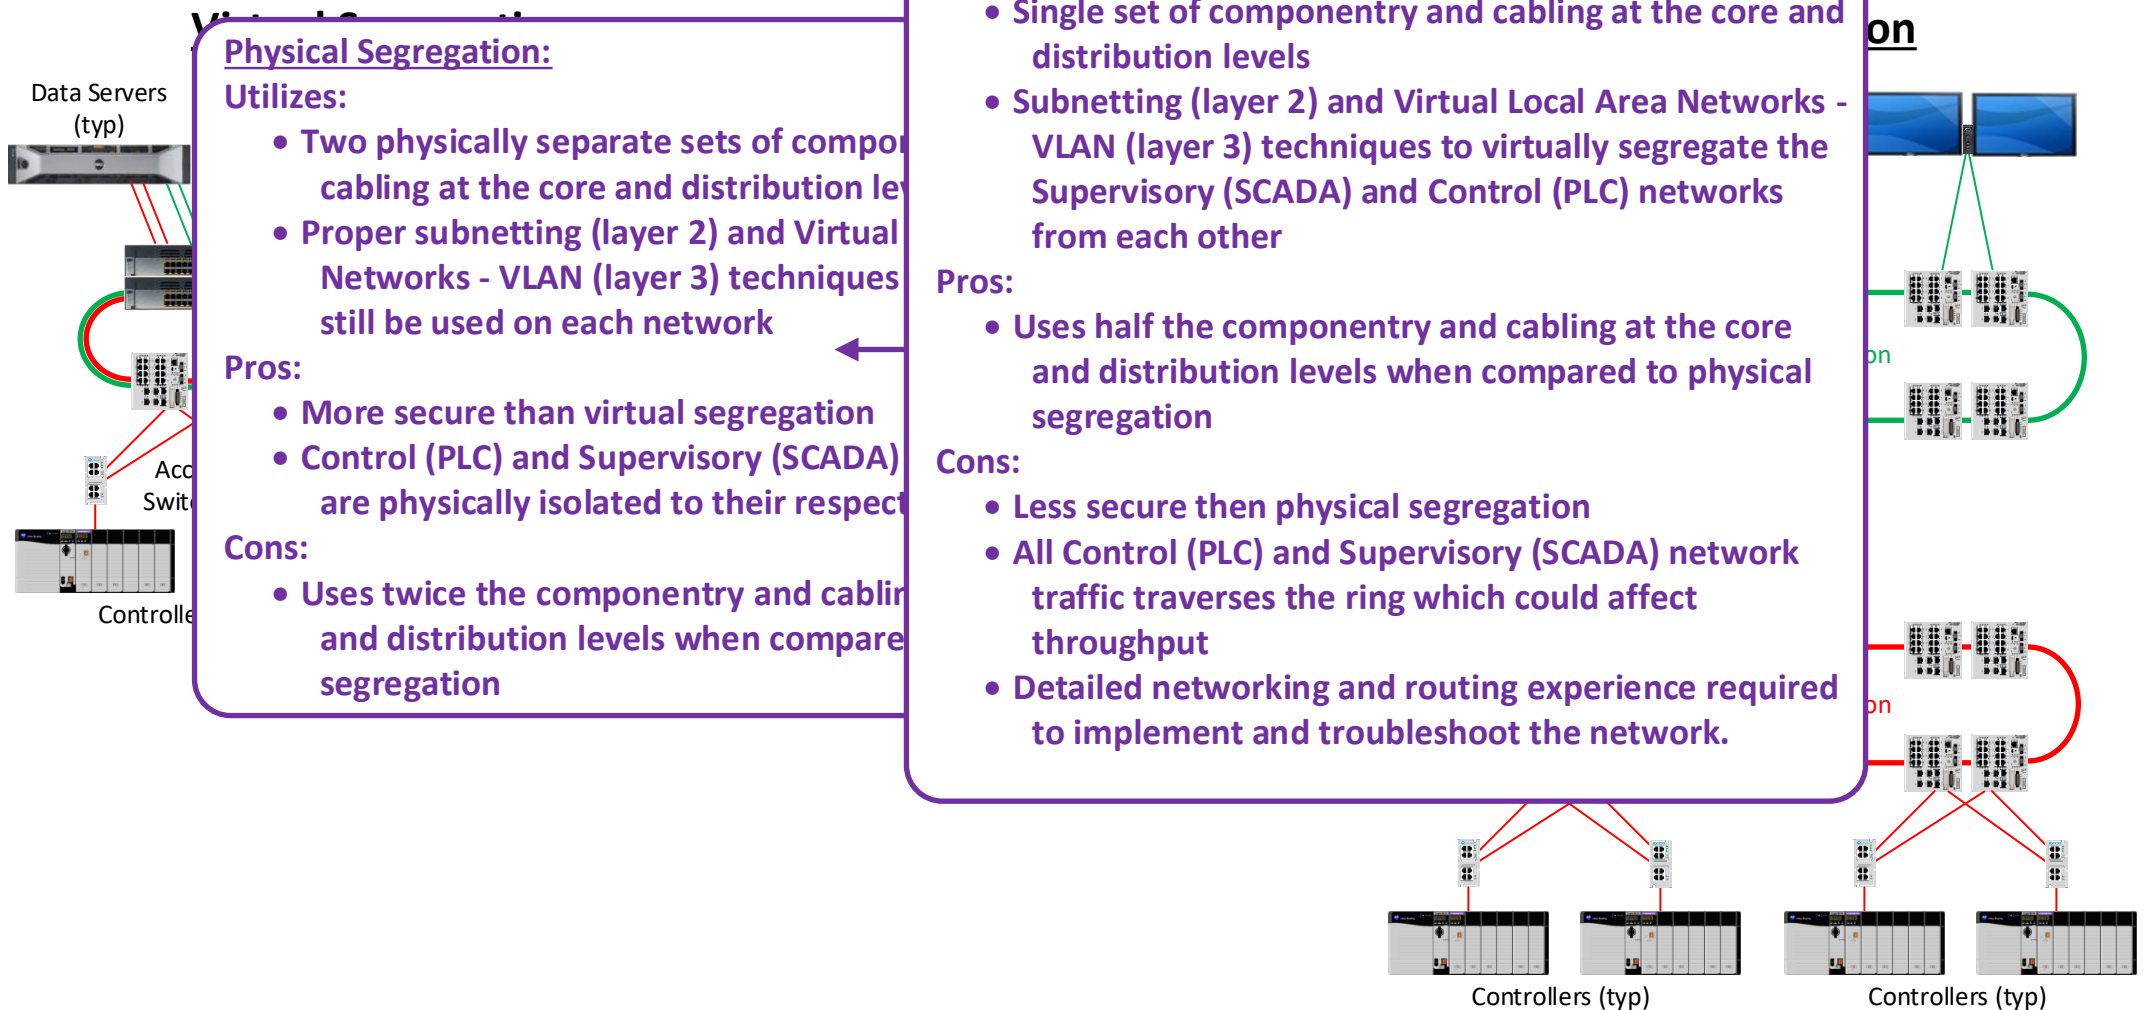 Physical Segregation:
Utilizes:
• Two physically separate sets of
cabling at the core and distribution
• Proper subnetting (layer 2) and Virtual
Networks - VLAN (layer 3) techniques
still be used on each network
Pros:
• More secure than virtual segregation
• Control (PLC) and Supervisory (SCADA)
are physically isolated to their
Cons:
• Uses twice the componentry and
and distribution levels when
segregation
• Single set of componentry and cabling at the core and
distribution levels
• Subnetting (layer 2) and Virtual Local Area Networks -
VLAN (layer 3) techniques to virtually segregate the
Supervisory (SCADA) and Control (PLC) networks
from each other
Pros:
• Uses half the componentry and cabling at the core
and distribution levels when compared to physical
segregation
Cons:
• Less secure then physical segregation
• All Control (PLC) and Supervisory (SCADA) network
traffic traverses the ring which could affect
throughput
• Detailed networking and routing experience required
to implement and troubleshoot the network.
Data Servers
(typ)
Controllers (typ)
Controllers (typ)